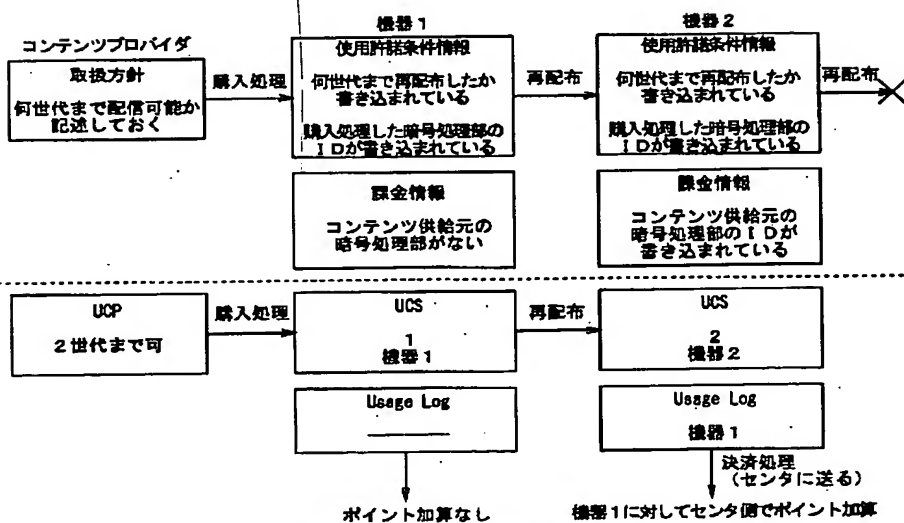 コンテンツプロバイダ
取扱方針
何世代まで配信可能か
記述しておく
購入処理
機器1
使用許諾条件情報
何世代まで再配布したか
書き込まれている
購入処理した暗号処理部の
IDが書き込まれている
課金情報
コンテンツ供給元の
暗号処理部がない
再配布
機器2
使用許諾条件情報
何世代まで再配布したか
書き込まれている
購入処理した暗号処理部の
IDが書き込まれている
課金情報
コンテンツ供給元の
暗号処理部のIDが
書き込まれている
再配布
UCP
2世代まで可
購入処理
UCS
1
機器1
Usage Log
ポイント加算なし
再配布
UCS
2
機器2
Usage Log
機器1
決済処理
(センタに送る)
機器1に対してセンタ側でポイント加算